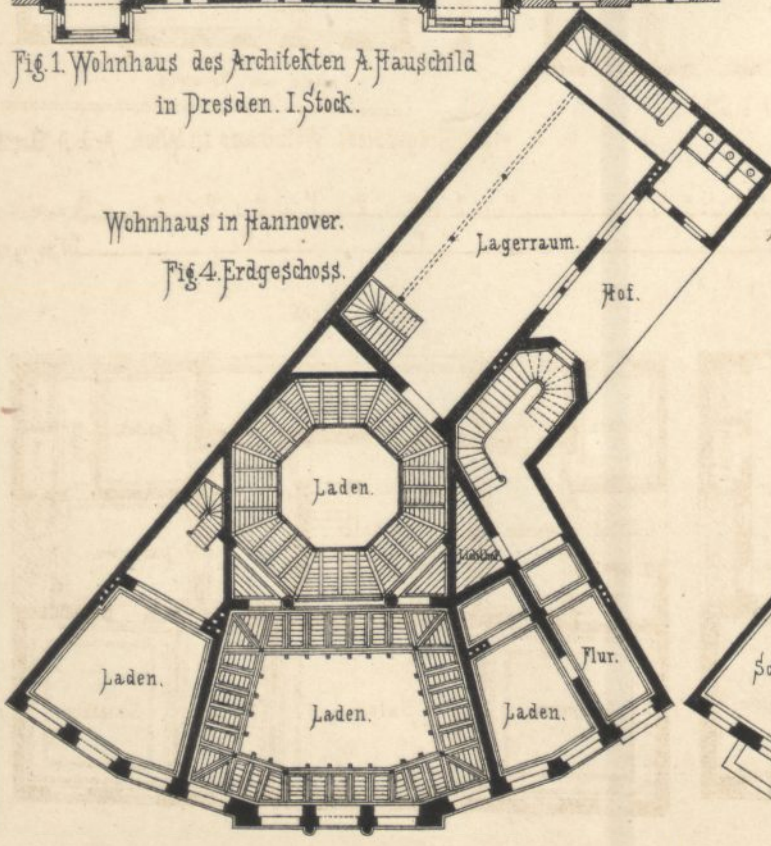 Fig. 1. Wohnhaus des Architekten A. Hauschild
in Dresden. I. Stock.
Wohnhaus in Hannover.
Fig. 4. Erdgeschoss.
Lagerraum.
Hof.
Laden.
Lichthof
Laden.
Laden.
Laden.
Flur.